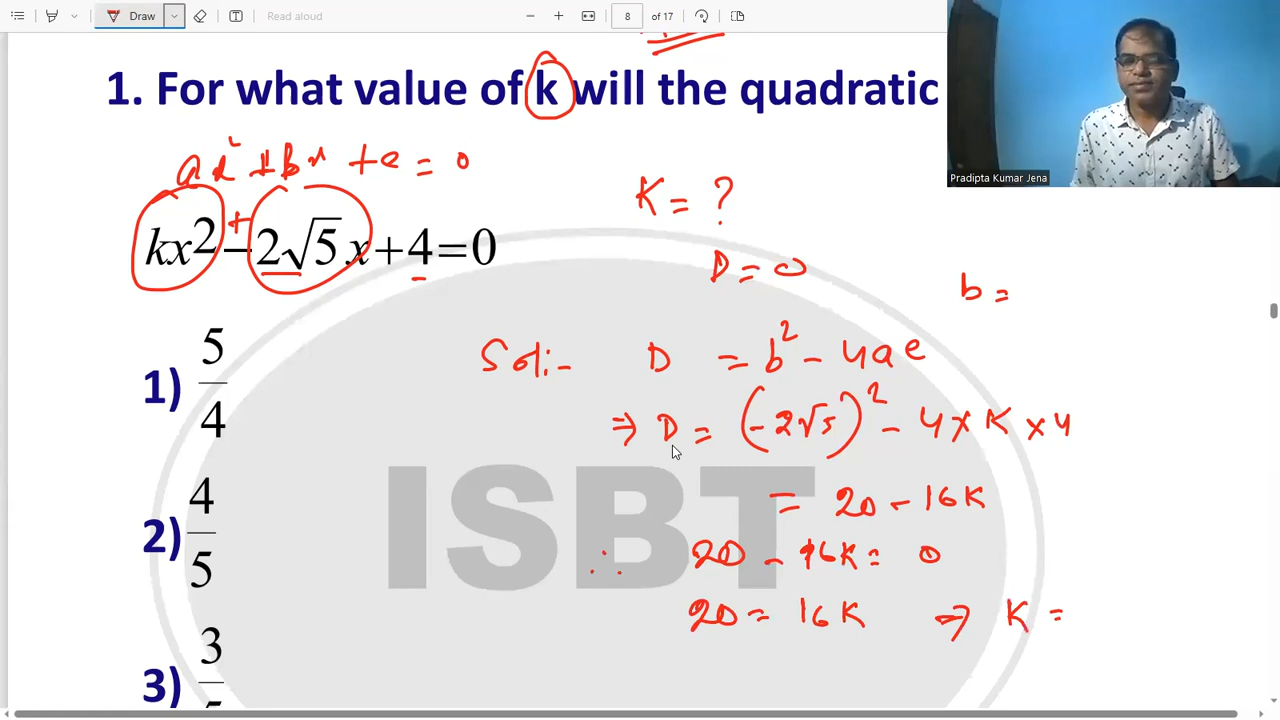 Draw
Read aloud
8 of 17
1. For what value of k will the quadratic
ax² + bx + c = 0
K = ?
kx² − 2√5x + 4 = 0
+
D = 0
b =
Pradipta Kumar Jena
Sol:- D = b² - 4ac
1) 5/4
⇒ D = (-2√5)² - 4 × K × 4
= 20 - 16K
2) 4/5
∴ 20 - 16K = 0
20 = 16K ⇒ K =
3) 3/5
ISBT